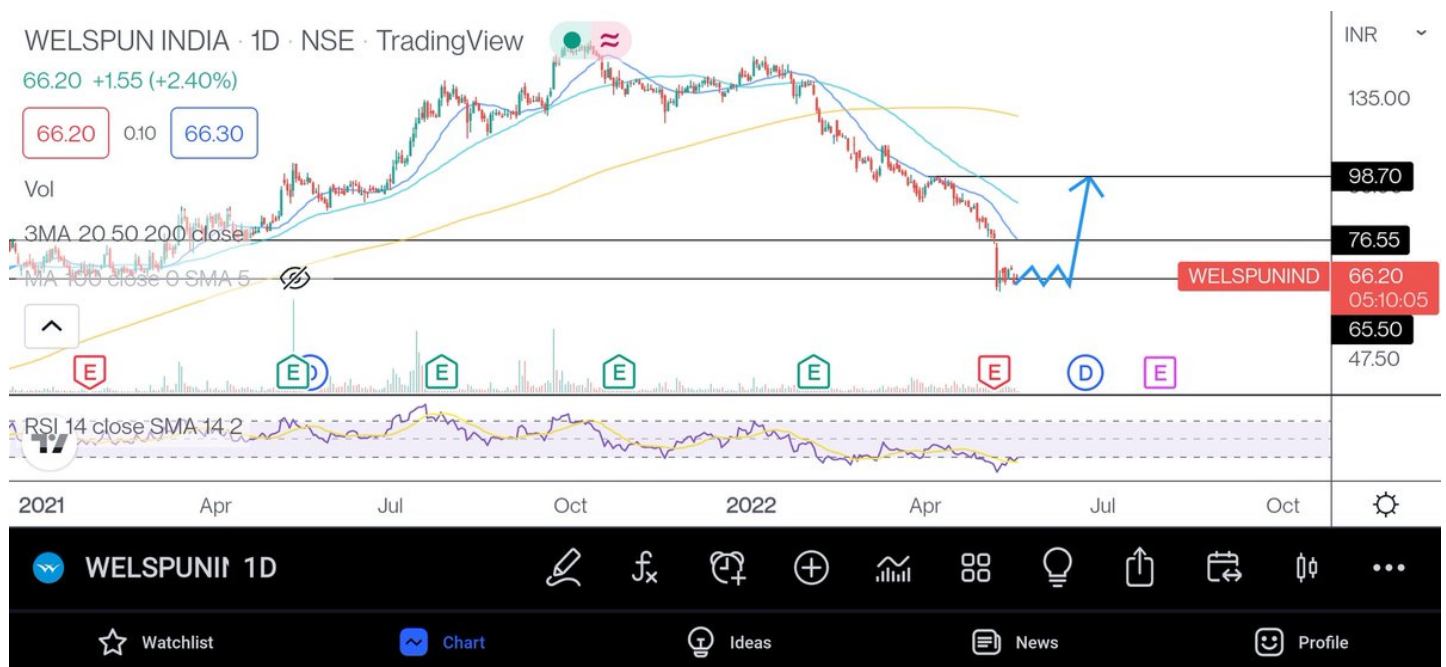 WELSPUN INDIA · 1D · NSE · TradingView
INR
66.20 +1.55 (+2.40%)
135.00
66.20 0.10 66.30
98.70
Vol
3MA 20 50 200 close
76.55
MA 100 close 0 SMA 5
WELSPUNIND 66.20
05:10:05
65.50
47.50
E E D E E E E D E
RSI 14 close SMA 14 2
2021 Apr Jul Oct 2022 Apr Jul Oct
WELSPUNII 1D
Watchlist Chart Ideas News Profile